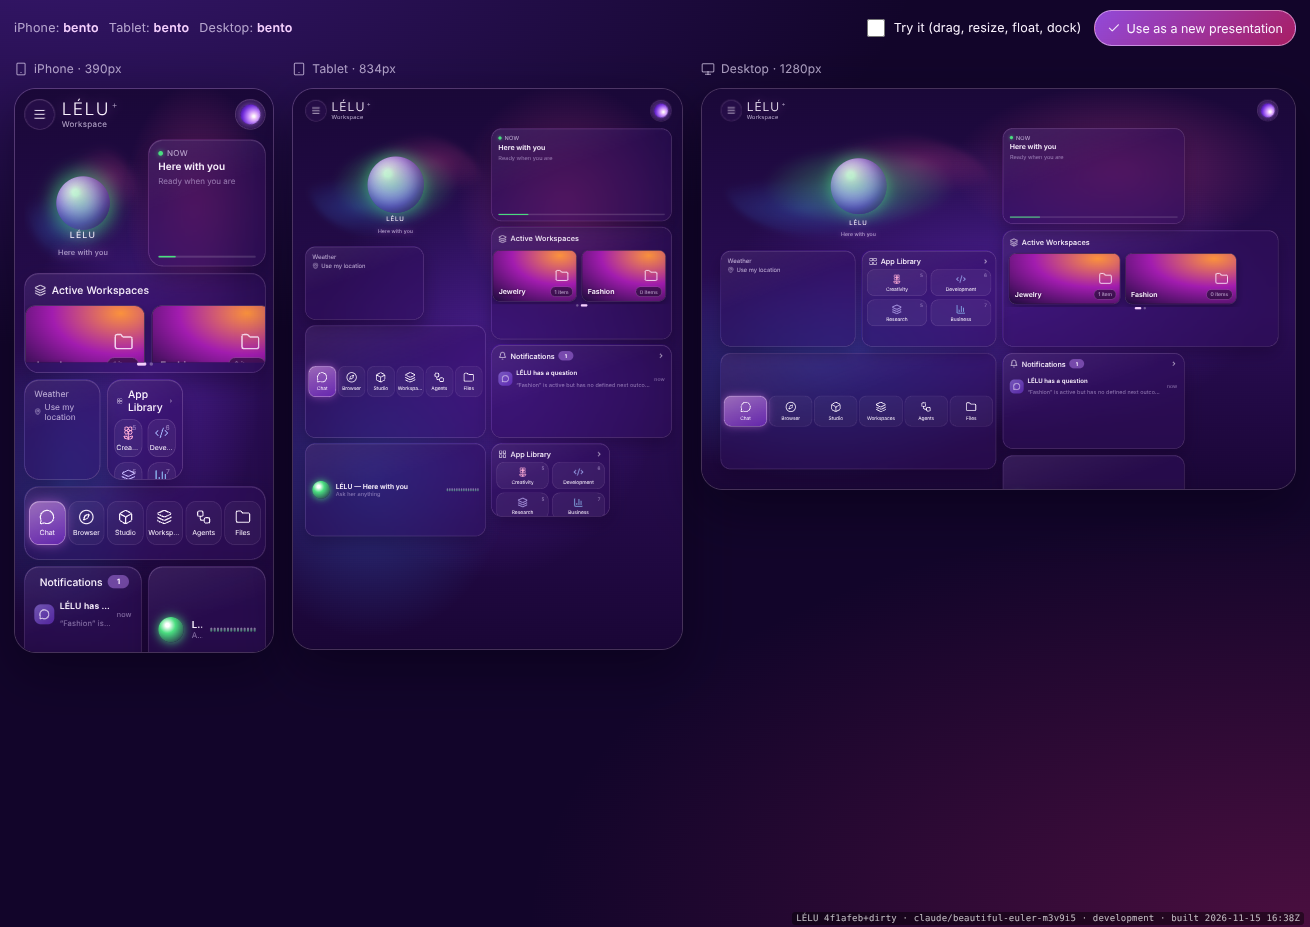 iPhone: bento Tablet: bento Desktop: bento
Try it (drag, resize, float, dock)
Use as a new presentation
iPhone · 390px
LÉLU +
Workspace
NOW
Here with you
Ready when you are
LÉLU
Here with you
Active Workspaces
Weather
Use my
location
App
Library
Crea...
Deve...
Chat
Browser
Studio
Worksp...
Agents
Files
Notifications 1
LÉLU has ...
now
"Fashion" is...
L..
A..
Tablet · 834px
LÉLU +
Workspace
NOW
Here with you
Ready when you are
LÉLU
Here with you
Active Workspaces
Jewelry
1 item
Fashion
0 items
Weather
Use my location
Chat
Browser
Studio
Workspa...
Agents
Files
Notifications 1
LÉLU has a question
now
"Fashion" is active but has no defined next outco...
LÉLU — Here with you
Ask her anything
App Library
5
Creativity
8
Development
5
Research
7
Business
Desktop · 1280px
LÉLU +
Workspace
NOW
Here with you
Ready when you are
LÉLU
Here with you
Active Workspaces
Jewelry
1 item
Fashion
0 items
Weather
Use my location
App Library
Creativity
Development
Research
Business
Chat
Browser
Studio
Workspaces
Agents
Files
Notifications 1
LÉLU has a question
now
"Fashion" is active but has no defined next outco...
LÉLU 4f1afeb+dirty · claude/beautiful-euler-m3v9i5 · development · built 2026-11-15 16:38Z